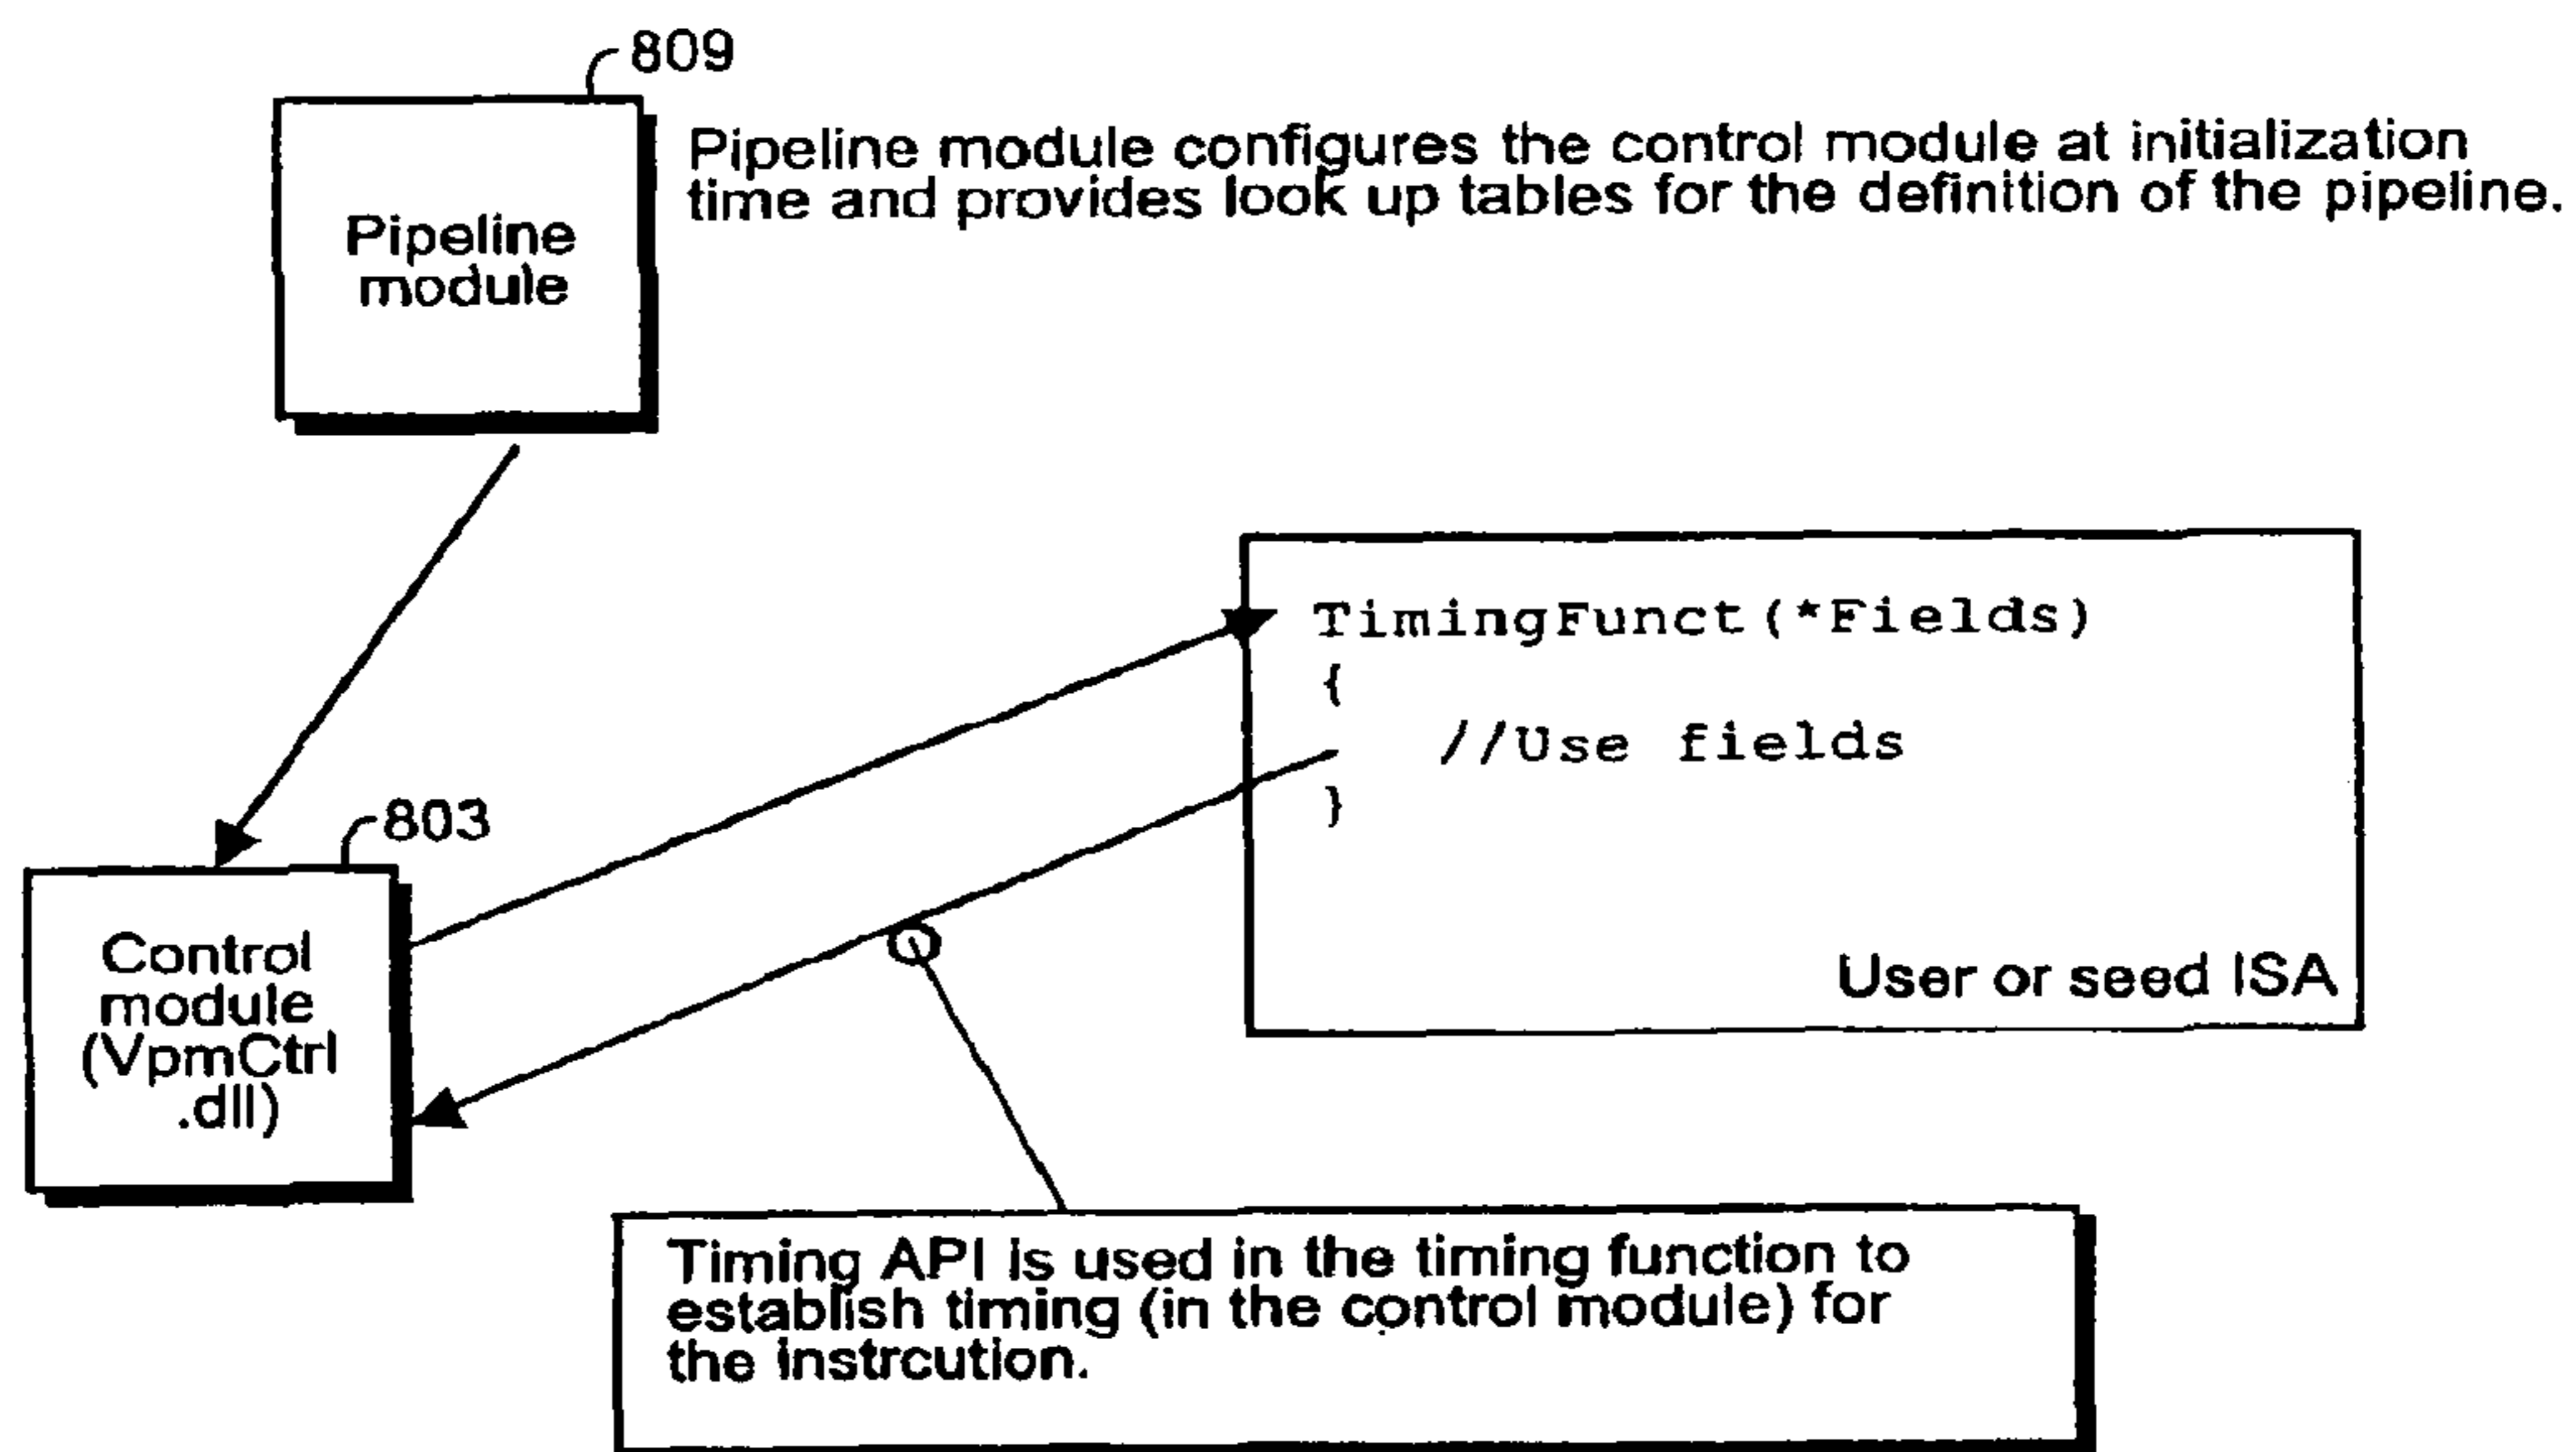 809
Pipeline module configures the control module at initialization
time and provides look up tables for the definition of the pipeline.
Pipeline
module
TimingFunct(*Fields)
{
//Use fields
}
User or seed ISA
803
Control
module
(VpmCtrl
.dll)
Timing API is used in the timing function to
establish timing (in the control module) for
the instrcution.